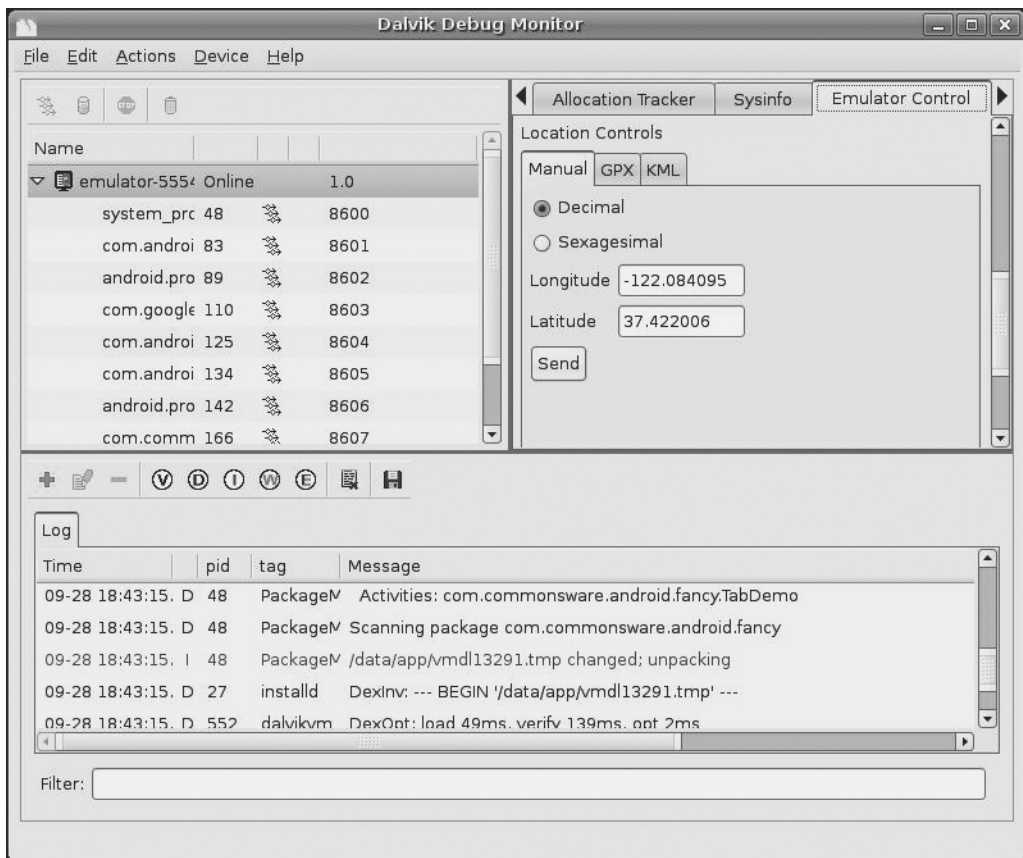 Dalvik Debug Monitor
File Edit Actions Device Help
Name
emulator-5554 Online 1.0
system_prc 48 8600
com.androi 83 8601
android.pro 89 8602
com.google 110 8603
com.androi 125 8604
com.androi 134 8605
android.pro 142 8606
com.comm 166 8607
Allocation Tracker Sysinfo Emulator Control
Location Controls
Manual GPX KML
Decimal
Sexagesimal
Longitude -122.084095
Latitude 37.422006
Send
V D I W E
Log
Time pid tag Message
09-28 18:43:15. D 48 PackageM Activities: com.commonsware.android.fancy.TabDemo
09-28 18:43:15. D 48 PackageM Scanning package com.commonsware.android.fancy
09-28 18:43:15. I 48 PackageM /data/app/vmdl13291.tmp changed; unpacking
09-28 18:43:15. D 27 installd DexInv: --- BEGIN '/data/app/vmdl13291.tmp' ---
09-28 18:43:15. D 552 dalvikvm DexOpt: load 49ms, verify 139ms, opt 2ms
Filter: